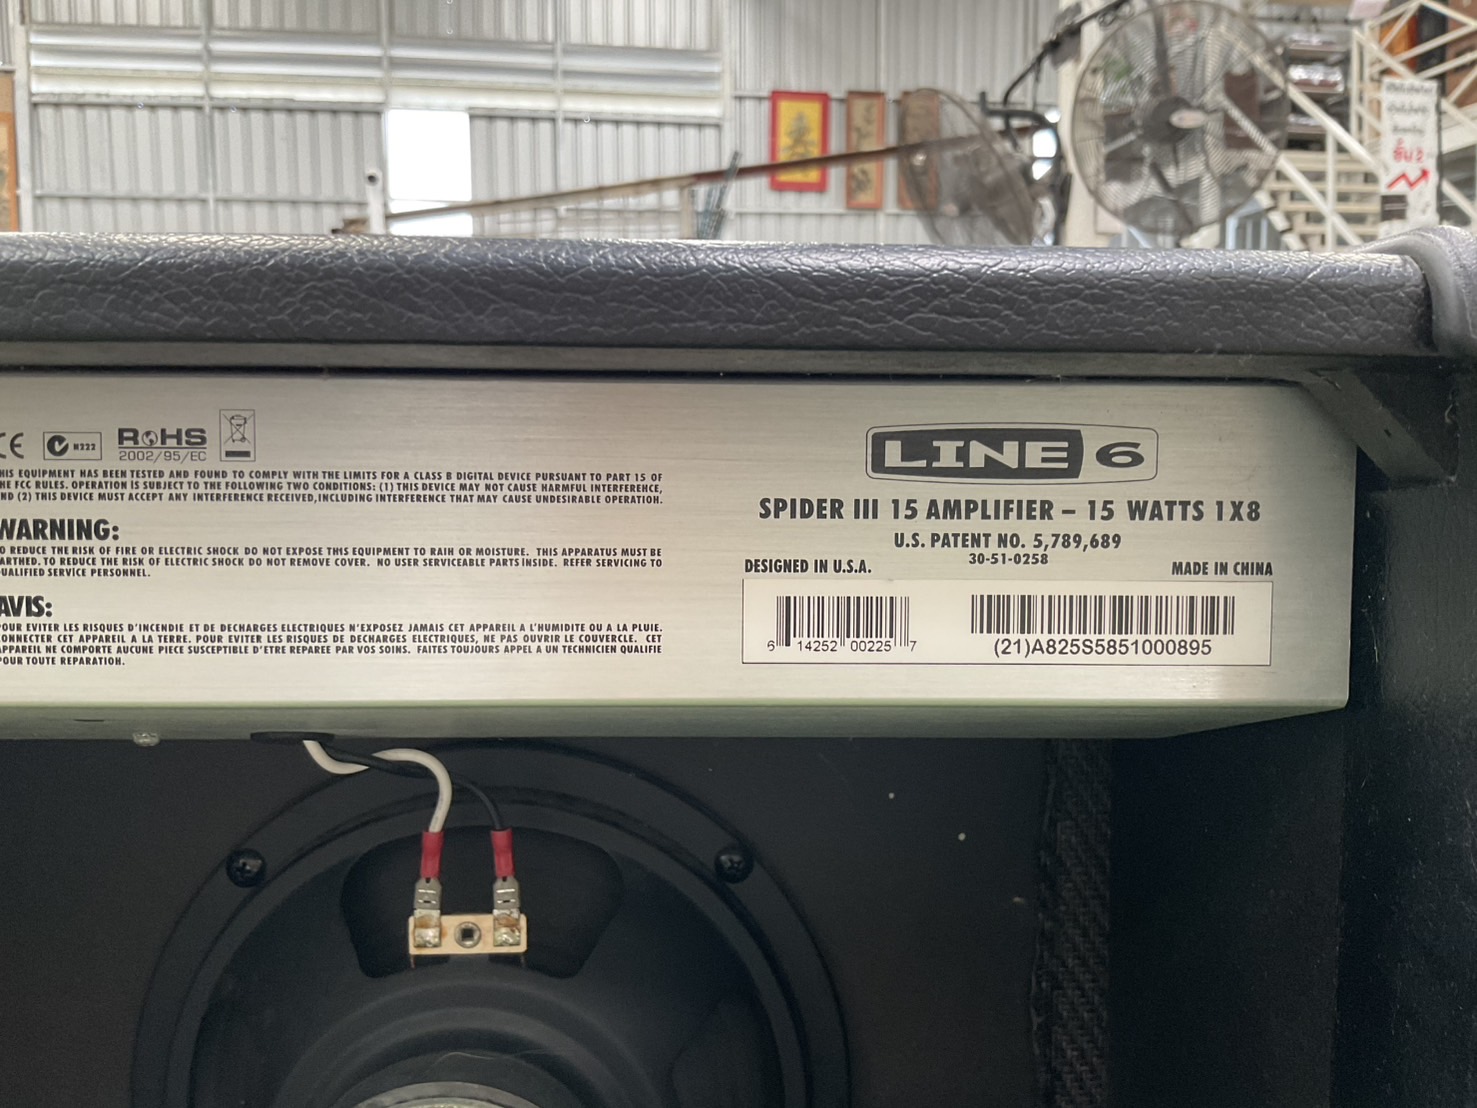 CE
N222
ROHS
2002/95/EC
HIS EQUIPMENT HAS BEEN TESTED AND FOUND TO COMPLY WITH THE LIMITS FOR A CLASS B DIGITAL DEVICE PURSUANT TO PART 15 OF
HE FCC RULES. OPERATION IS SUBJECT TO THE FOLLOWING TWO CONDITIONS: (1) THIS DEVICE MAY NOT CAUSE HARMFUL INTERFERENCE,
ND (2) THIS DEVICE MUST ACCEPT ANY INTERFERENCE RECEIVED,INCLUDING INTERFERENCE THAT MAY CAUSE UNDESIRABLE OPERATION.
WARNING:
O REDUCE THE RISK OF FIRE OR ELECTRIC SHOCK DO NOT EXPOSE THIS EQUIPMENT TO RAIN OR MOISTURE. THIS APPARATUS MUST BE
ARTHED. TO REDUCE THE RISK OF ELECTRIC SHOCK DO NOT REMOVE COVER. NO USER SERVICEABLE PARTS INSIDE. REFER SERVICING TO
UALIFIED SERVICE PERSONNEL.
AVIS:
POUR EVITER LES RISQUES D'INCENDIE ET DE DECHARGES ELECTRIQUES N'EXPOSEZ JAMAIS CET APPAREIL A L'HUMIDITE OU A LA PLUIE.
ONNECTER CET APPAREIL A LA TERRE. POUR EVITER LES RISQUES DE DECHARGES ELECTRIQUES, NE PAS OUVRIR LE COUVERCLE. CET
APPAREIL NE COMPORTE AUCUNE PIECE SUSCEPTIBLE D'ETRE REPAREE PAR VOS SOINS. FAITES TOUJOURS APPEL A UN TECHNICIEN QUALIFIE
POUR TOUTE REPARATION.
LINE 6
SPIDER III 15 AMPLIFIER – 15 WATTS 1X8
U.S. PATENT NO. 5,789,689
30-51-0258
DESIGNED IN U.S.A.
MADE IN CHINA
6 14252 00225 7
(21)A825S5851000895
ชั้น 2